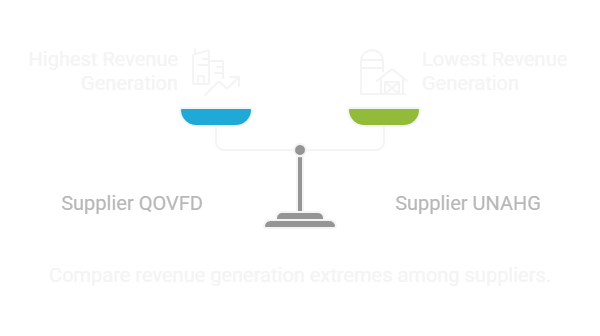 Highest Revenue
Generation
Lowest Revenue
Generation
Supplier QOVFD
Supplier UNAHG
Compare revenue generation extremes among suppliers.